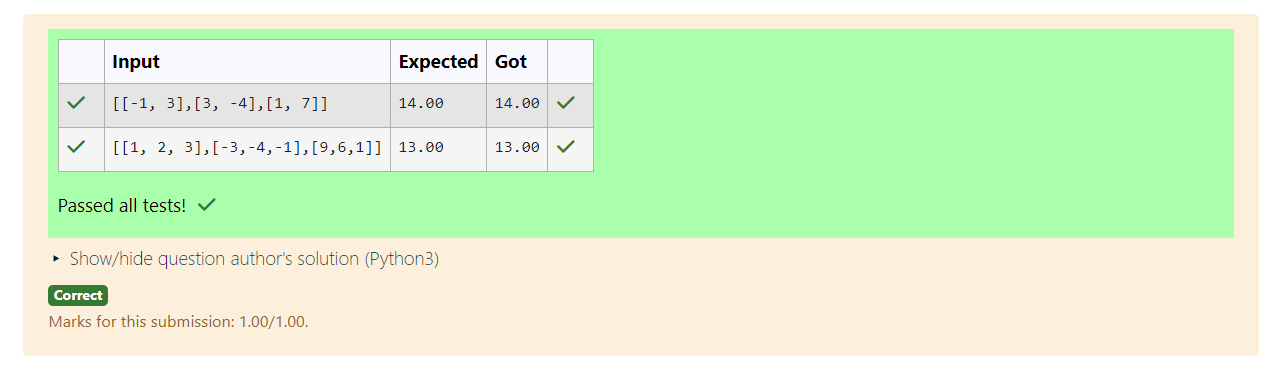 Input Expected Got
[[-1, 3],[3, -4],[1, 7]] 14.00 14.00
[[1, 2, 3],[-3,-4,-1],[9,6,1]] 13.00 13.00
Passed all tests!
Show/hide question author's solution (Python3)
Correct
Marks for this submission: 1.00/1.00.